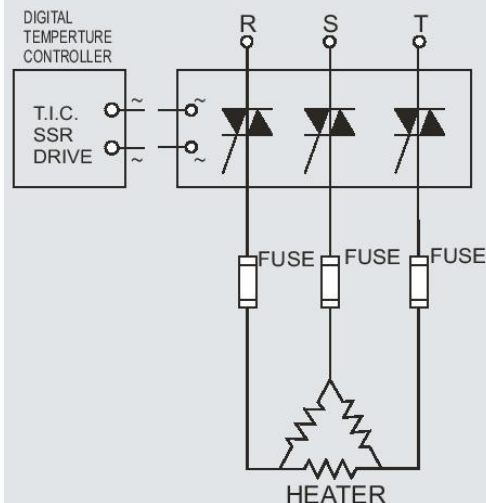 DIGITAL
TEMPERTURE
CONTROLLER
R S T
T.I.C.
SSR
DRIVE
~ ~
~ ~
FUSE FUSE FUSE
HEATER